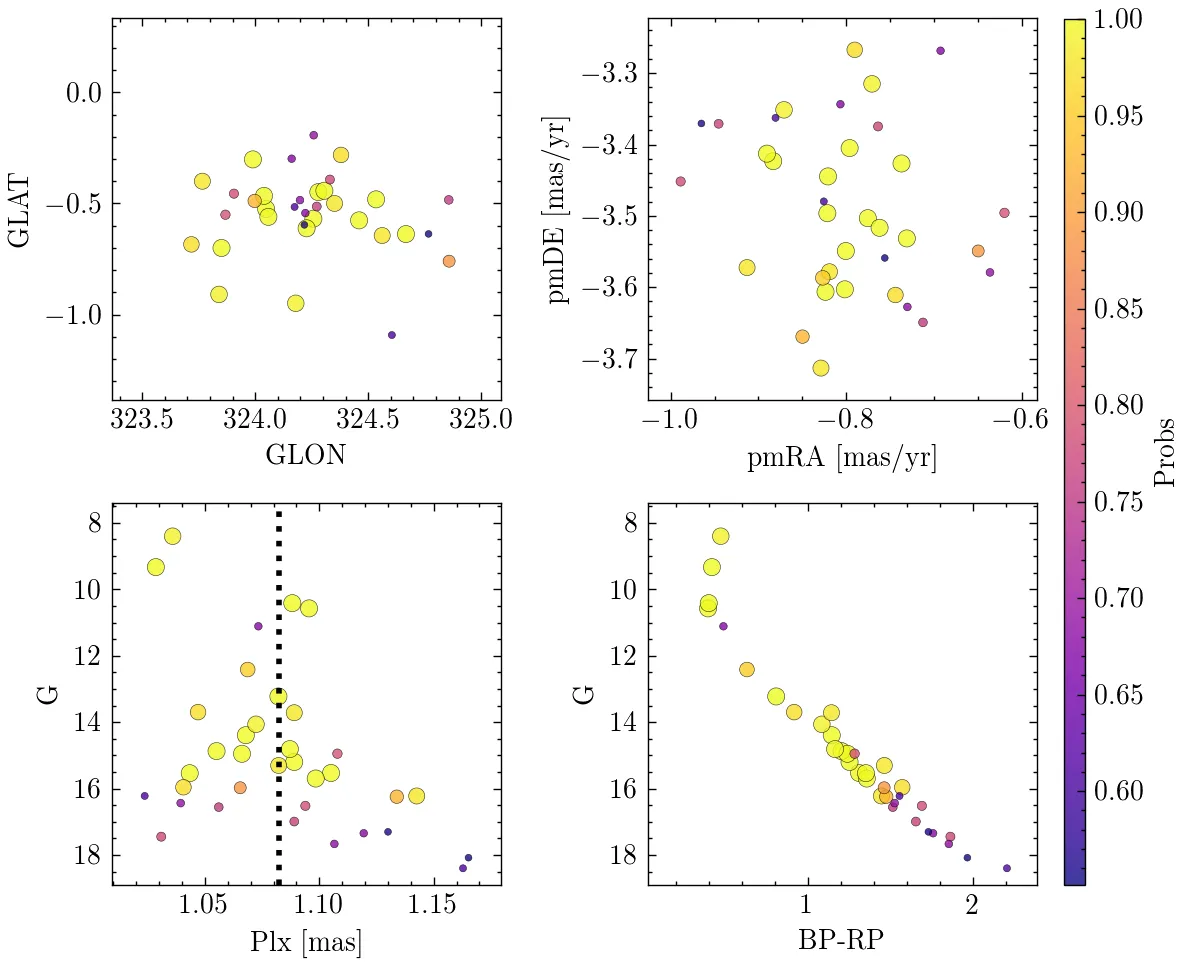 0.0
−0.5
−1.0
GLAT
323.5 324.0 324.5 325.0
GLON
−3.3
−3.4
−3.5
−3.6
−3.7
pmDE [mas/yr]
−1.0 −0.8 −0.6
pmRA [mas/yr]
8
10
12
14
16
18
G
1.05 1.10 1.15
Plx [mas]
8
10
12
14
16
18
G
1 2
BP-RP
1.00
0.95
0.90
0.85
0.80
0.75
0.70
0.65
0.60
Probs